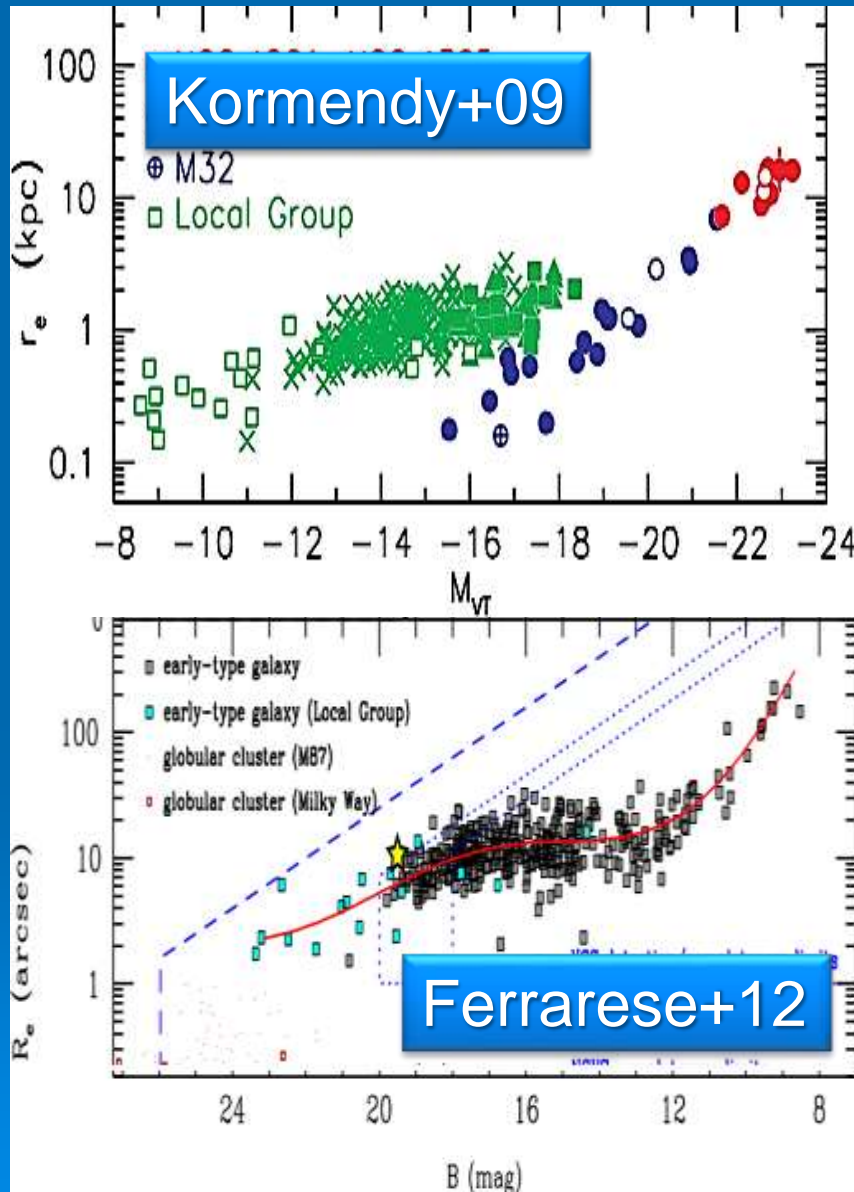 Kormendy+09
M32
Local Group
r_e (kpc)
100
10
1
0.1
-8 -10 -12 -14 -16 -18 -20 -22 -24
M_VT
early-type galaxy
early-type galaxy (Local Group)
globular cluster (M87)
globular cluster (Milky Way)
R_e (arcsec)
100
10
1
Ferrarese+12
24 20 16 12 8
B (mag)